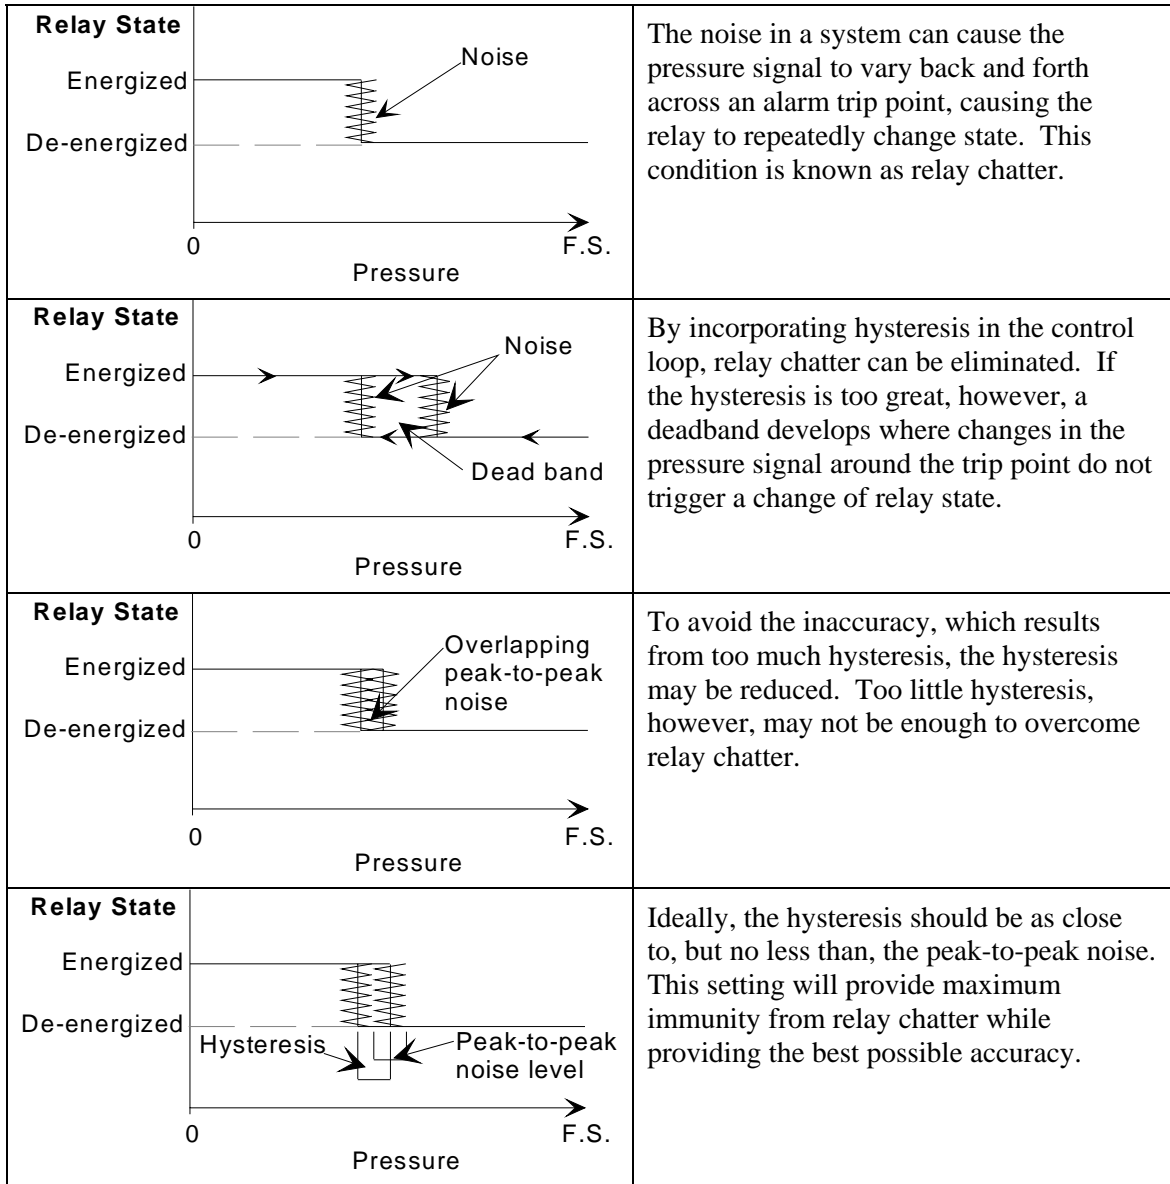 Relay State
Energized
De-energized
Noise
0
F.S.
Pressure
The noise in a system can cause the
pressure signal to vary back and forth
across an alarm trip point, causing the
relay to repeatedly change state.  This
condition is known as relay chatter.
Relay State
Energized
De-energized
Noise
Dead band
0
F.S.
Pressure
By incorporating hysteresis in the control
loop, relay chatter can be eliminated.  If
the hysteresis is too great, however, a
deadband develops where changes in the
pressure signal around the trip point do not
trigger a change of relay state.
Relay State
Energized
De-energized
Overlapping
peak-to-peak
noise
0
F.S.
Pressure
To avoid the inaccuracy, which results
from too much hysteresis, the hysteresis
may be reduced.  Too little hysteresis,
however, may not be enough to overcome
relay chatter.
Relay State
Energized
De-energized
Hysteresis
Peak-to-peak
noise level
0
F.S.
Pressure
Ideally, the hysteresis should be as close
to, but no less than, the peak-to-peak noise.
This setting will provide maximum
immunity from relay chatter while
providing the best possible accuracy.